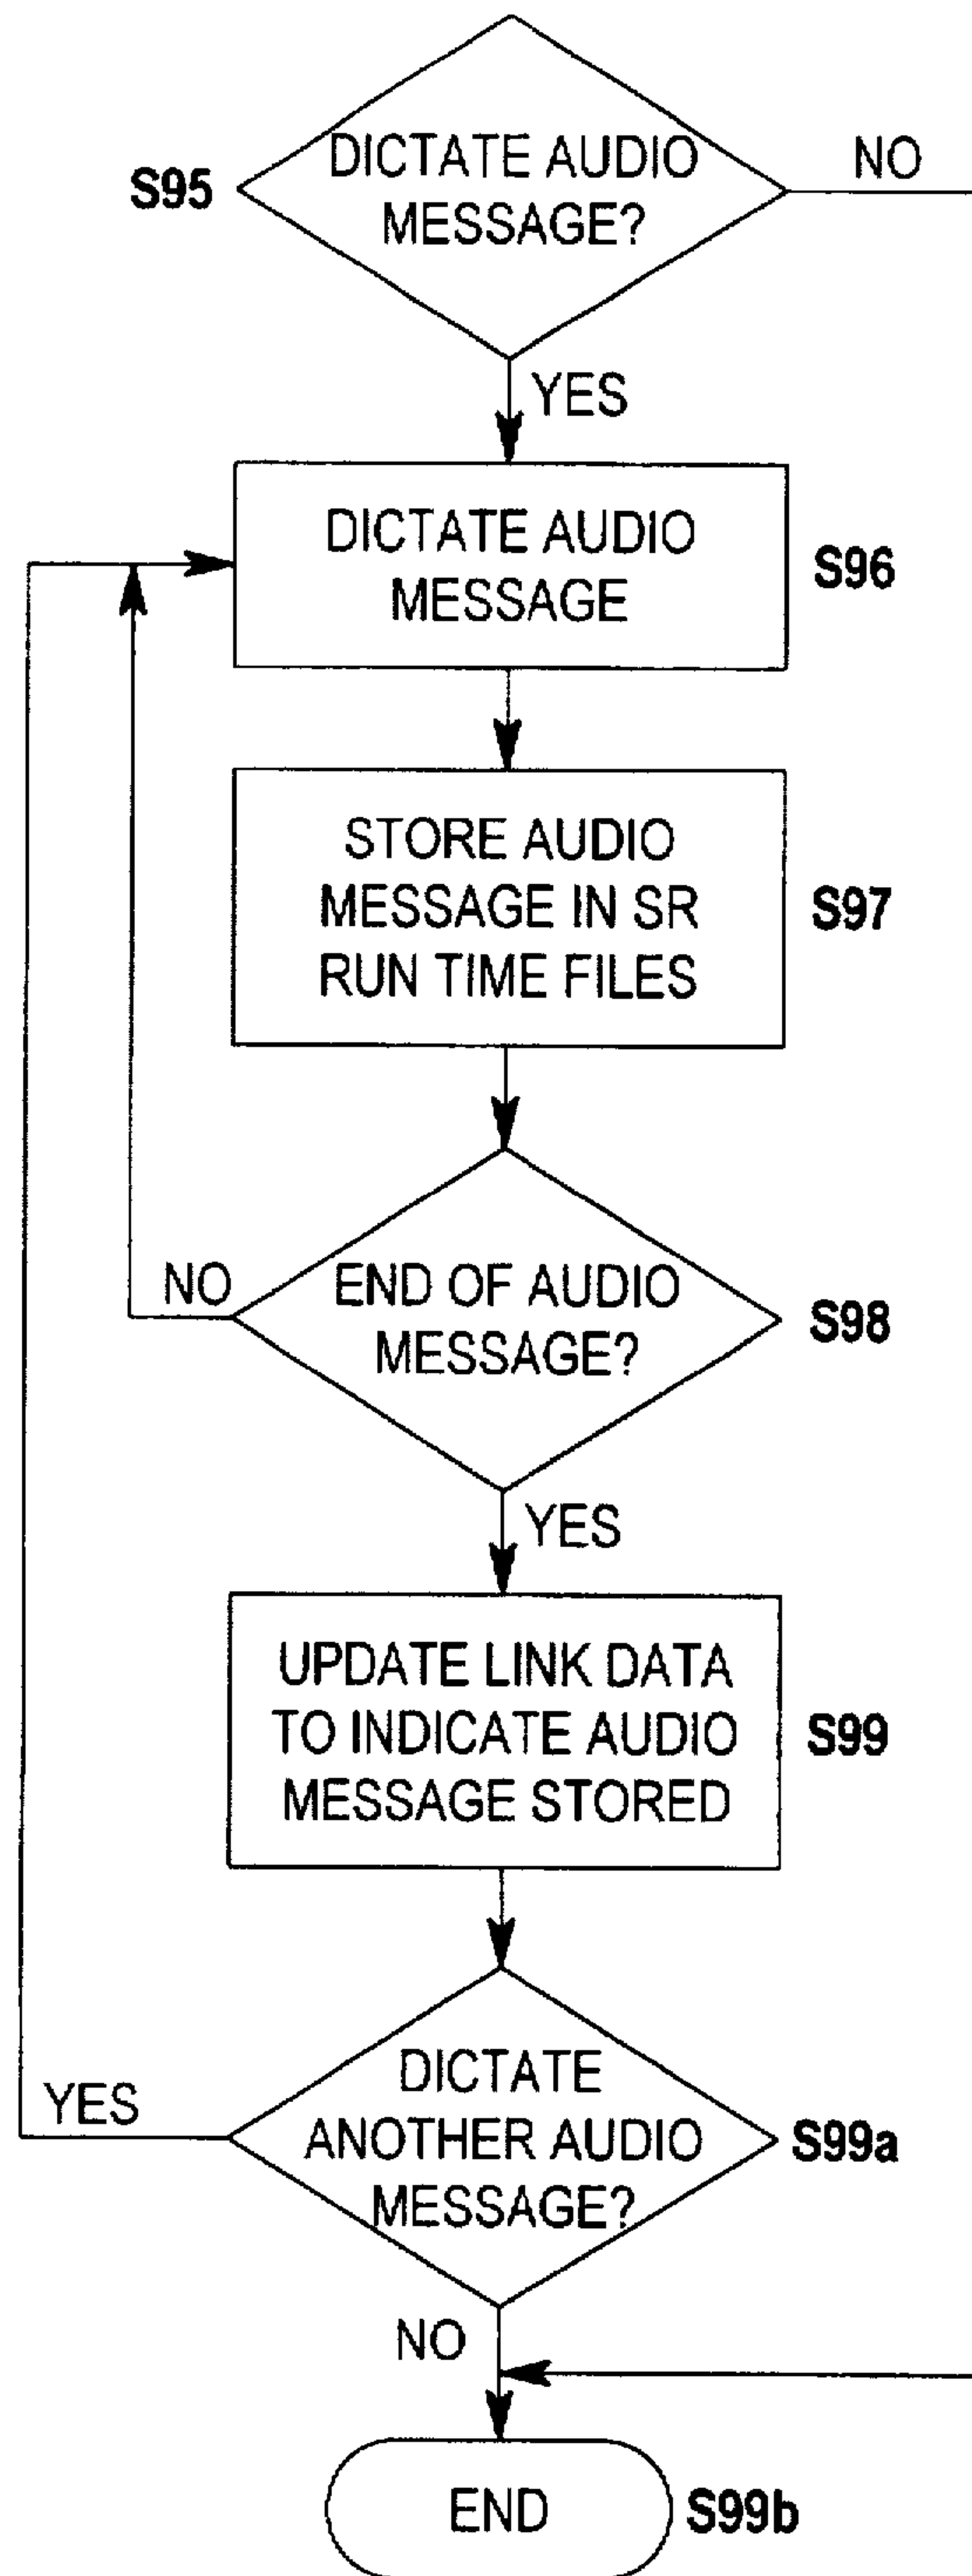 DICTATE AUDIO
MESSAGE?
S95
NO
YES
DICTATE AUDIO
MESSAGE
S96
STORE AUDIO
MESSAGE IN SR
RUN TIME FILES
S97
END OF AUDIO
MESSAGE?
S98
NO
YES
UPDATE LINK DATA
TO INDICATE AUDIO
MESSAGE STORED
S99
DICTATE
ANOTHER AUDIO
MESSAGE?
S99a
YES
NO
END
S99b